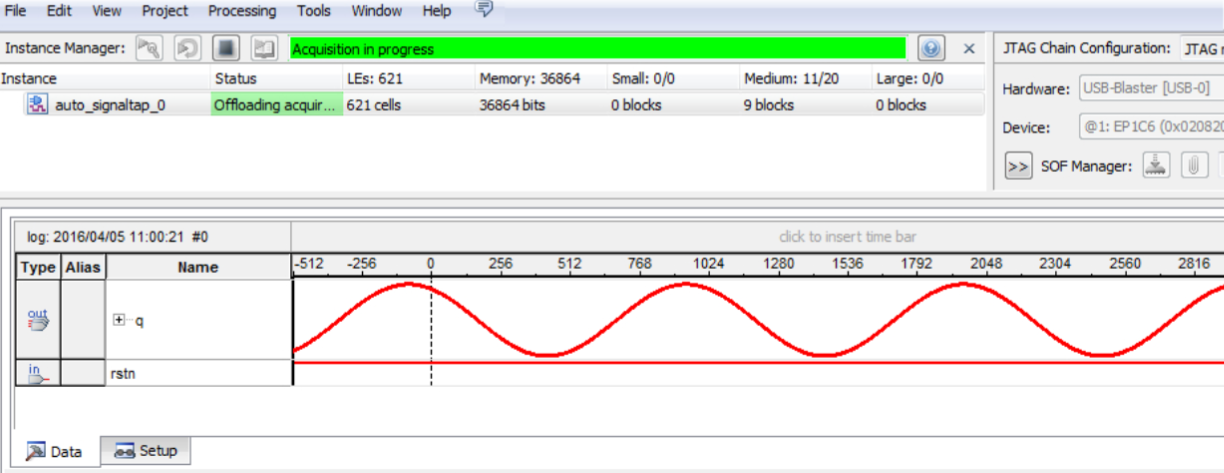 File Edit View Project Processing Tools Window Help
Instance Manager: Acquisition in progress JTAG Chain Configuration: JTAG
Instance Status LEs: 621 Memory: 36864 Small: 0/0 Medium: 11/20 Large: 0/0
auto_signaltap_0 Offloading acquir... 621 cells 36864 bits 0 blocks 9 blocks 0 blocks
Hardware: USB-Blaster [USB-0]
Device: @1: EP1C6 (0x020820
>> SOF Manager:
log: 2016/04/05 11:00:21 #0 click to insert time bar
Type Alias Name -512 -256 0 256 512 768 1024 1280 1536 1792 2048 2304 2560 2816
out q
in rstn
Data Setup